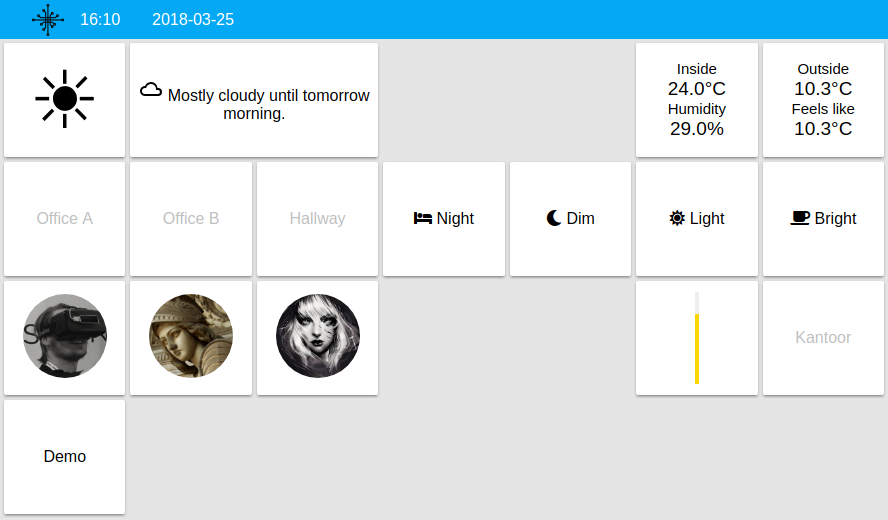 16:10 2018-03-25
Mostly cloudy until tomorrow
morning.
Inside
24.0°C
Humidity
29.0%
Outside
10.3°C
Feels like
10.3°C
Office A
Office B
Hallway
Night
Dim
Light
Bright
Kantoor
Demo